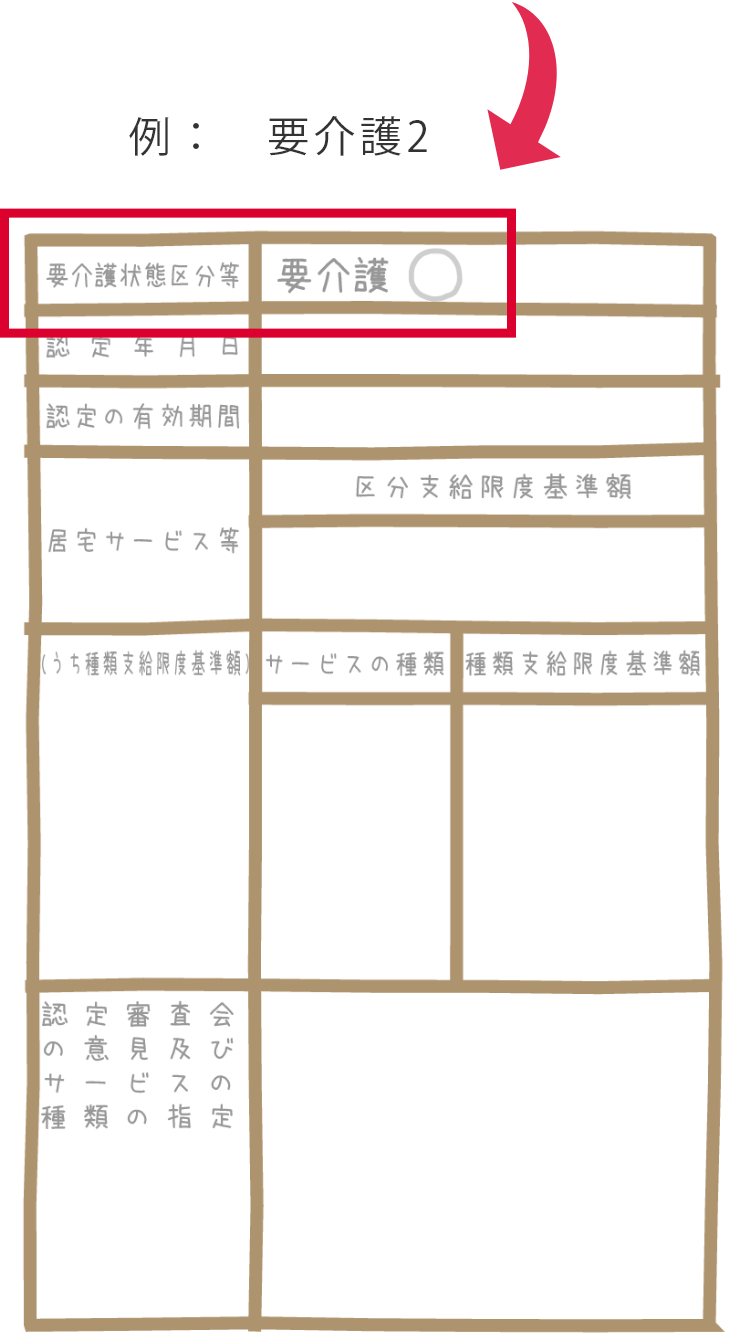 例：　要介護2
要介護状態区分等
要介護 ○
認定年月日
認定の有効期間
居宅サービス等
区分支給限度基準額
(うち種類支給限度基準額)
サービスの種類
種類支給限度基準額
認定審査会
の意見及び
サービスの
種類の指定